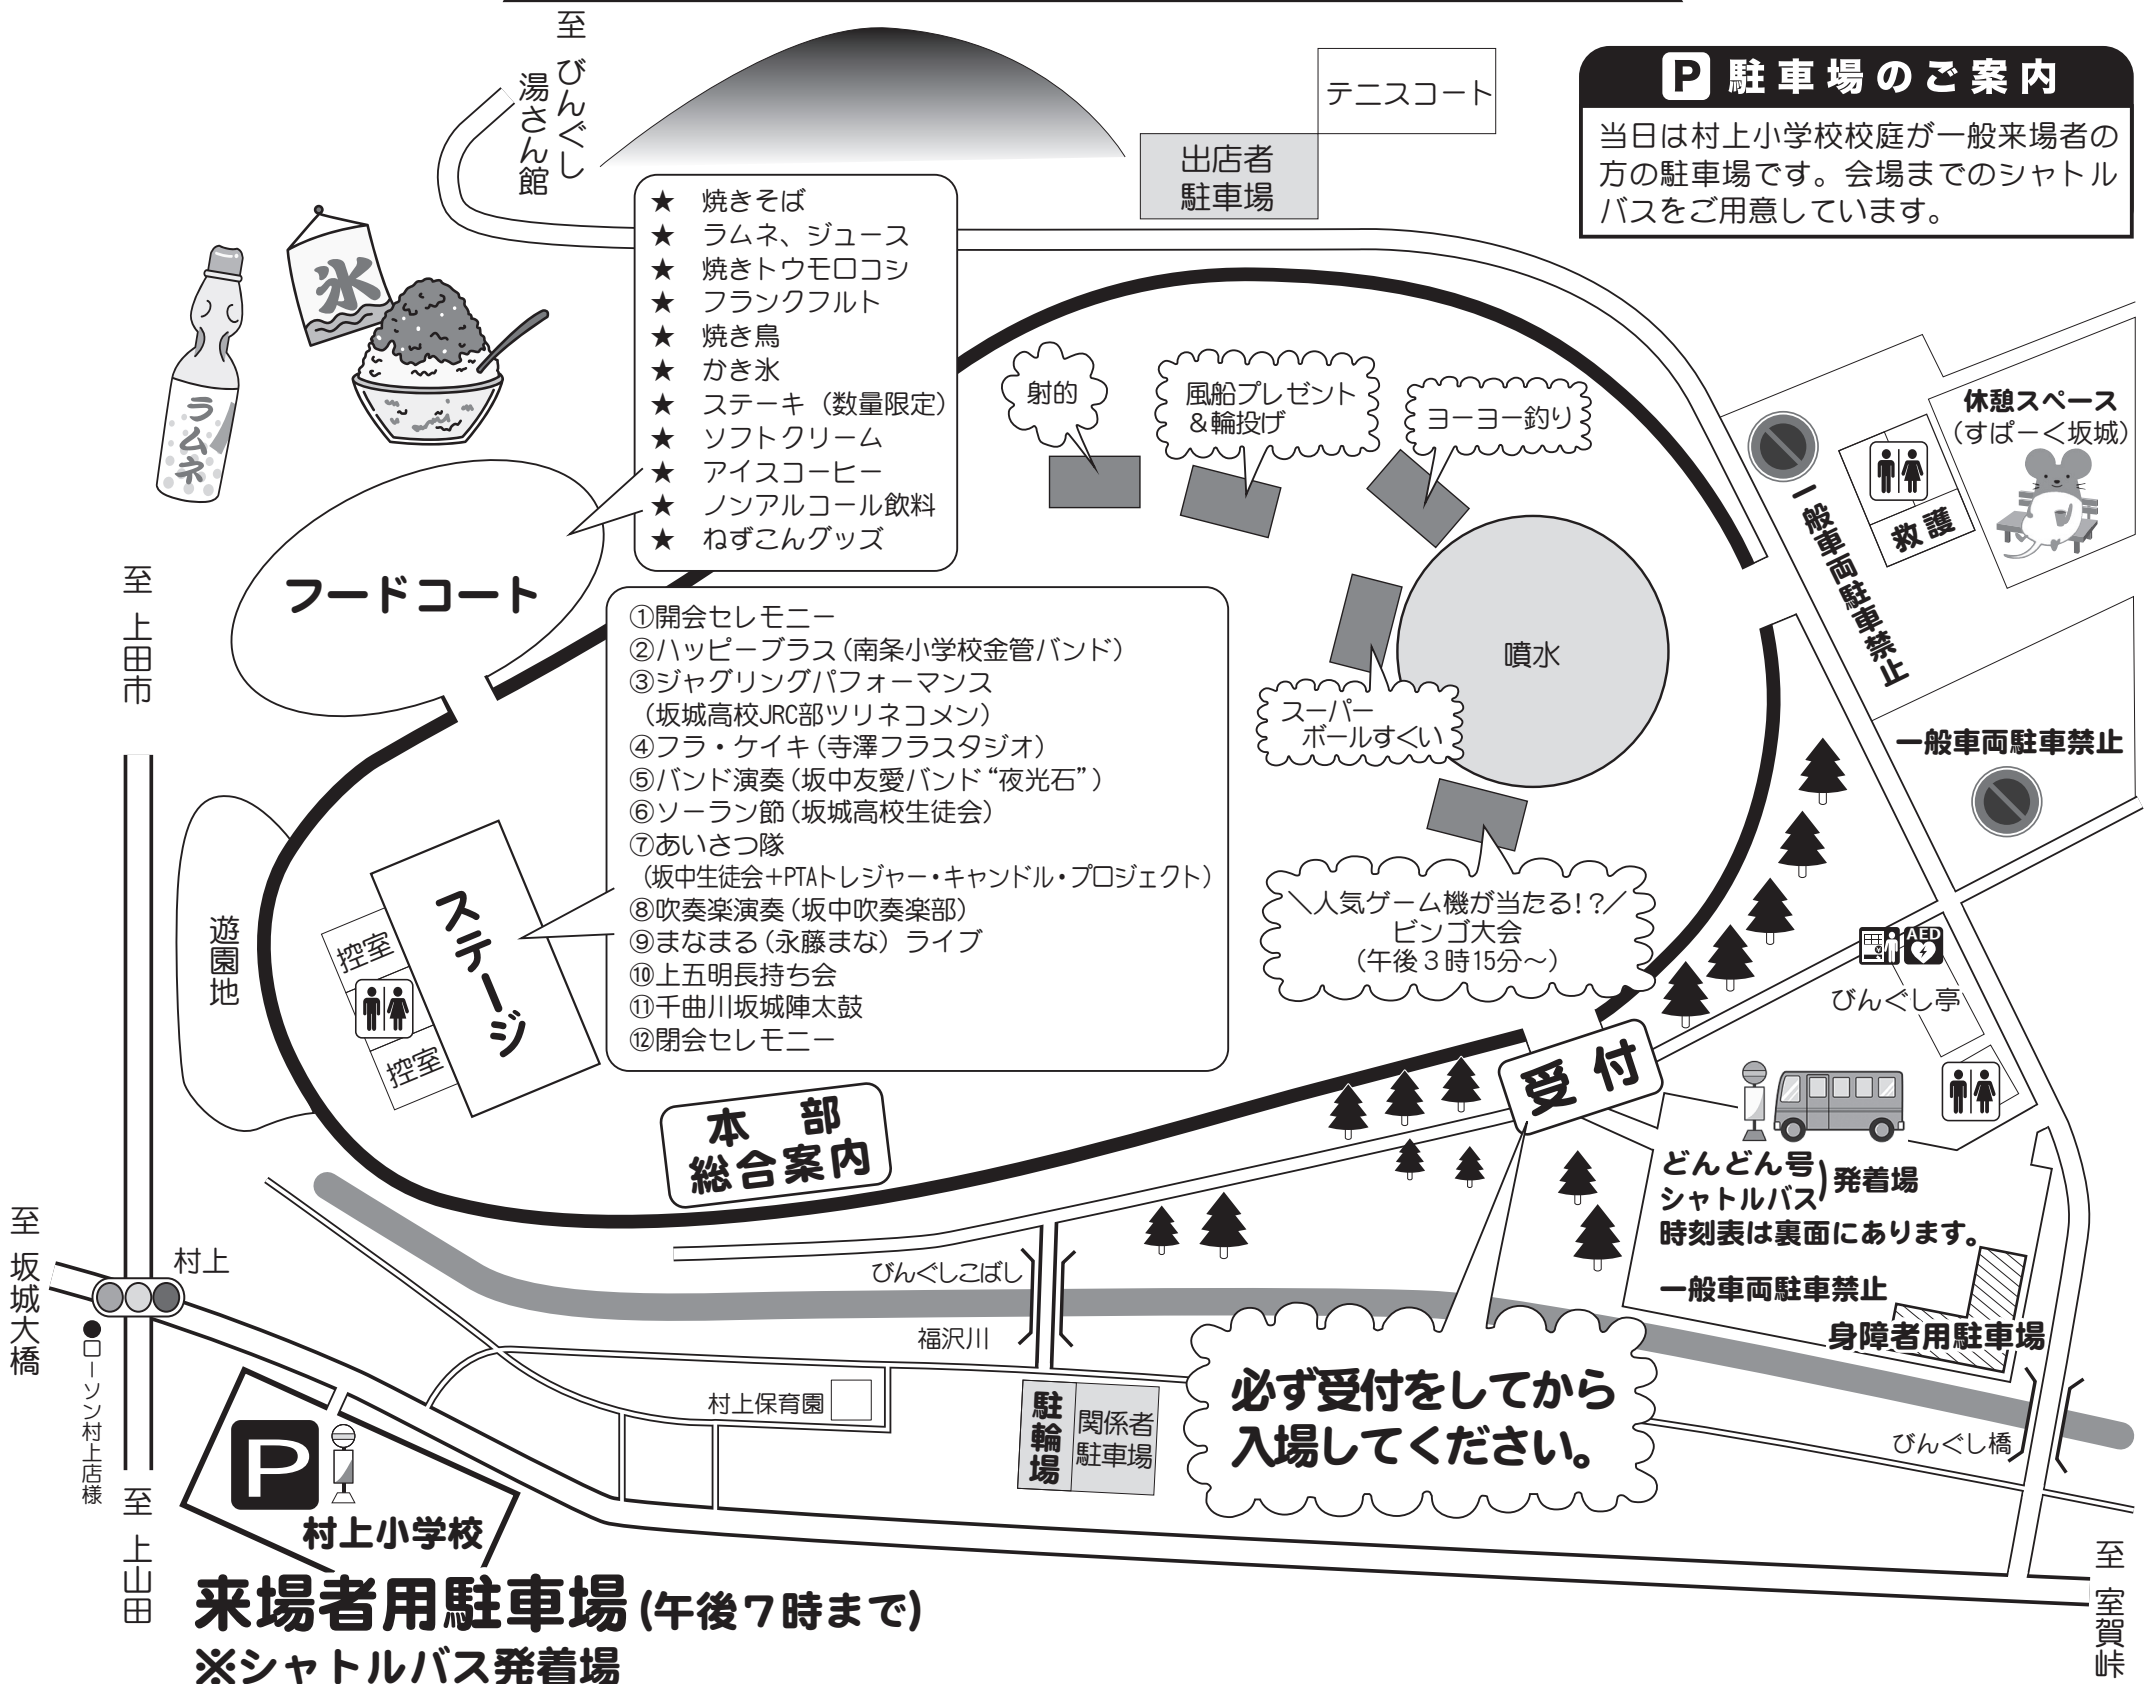 至 びんぐし
湯さん館
テニスコート
出店者
駐車場
P 駐車場のご案内
当日は村上小学校校庭が一般来場者の
方の駐車場です。会場までのシャトル
バスをご用意しています。
氷
ラムネ
★ 焼きそば
★ ラムネ、ジュース
★ 焼きトウモロコシ
★ フランクフルト
★ 焼き鳥
★ かき氷
★ ステーキ（数量限定）
★ ソフトクリーム
★ アイスコーヒー
★ ノンアルコール飲料
★ ねずこんグッズ
フードコート
射的
風船プレゼント
＆輪投げ
ヨーヨー釣り
噴水
スーパー
ボールすくい
＼人気ゲーム機が当たる！？／
ビンゴ大会
（午後３時15分～）
休憩スペース
（すぱーく坂城）
救護
一般車両駐車禁止
一般車両駐車禁止
①開会セレモニー
②ハッピーブラス（南条小学校金管バンド）
③ジャグリングパフォーマンス
（坂城高校JRC部ツリネコメン）
④フラ・ケイキ（寺澤フラスタジオ）
⑤バンド演奏（坂中友愛バンド“夜光石”）
⑥ソーラン節（坂城高校生徒会）
⑦あいさつ隊
（坂中生徒会＋PTAトレジャー・キャンドル・プロジェクト）
⑧吹奏楽演奏（坂中吹奏楽部）
⑨まなまる（永藤まな）ライブ
⑩上五明長持ち会
⑪千曲川坂城陣太鼓
⑫閉会セレモニー
至 上田市
遊園地
控室
控室
ステージ
本部
総合案内
受付
AED
びんぐし亭
どんどん号
シャトルバス）発着場
時刻表は裏面にあります。
一般車両駐車禁止
身障者用駐車場
至 坂城大橋
村上
●ローソン村上店様
至 上山田
びんぐしこばし
福沢川
村上保育園
駐輪場
関係者
駐車場
必ず受付をしてから
入場してください。
びんぐし橋
至 室賀峠
P
村上小学校
来場者用駐車場(午後７時まで)
※シャトルバス発着場